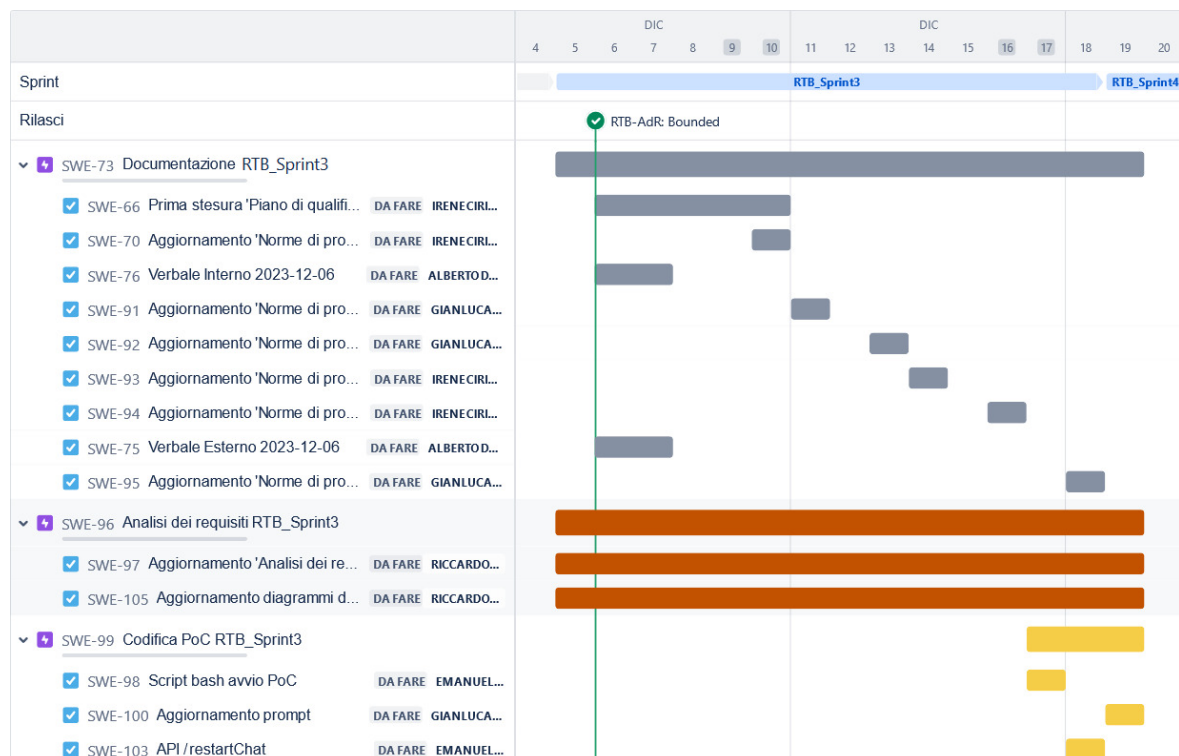 DIC DIC
4 5 6 7 8 9 10 11 12 13 14 15 16 17 18 19 20
Sprint RTB_Sprint3 RTB_Sprint4
Rilasci RTB-AdR: Bounded
SWE-73 Documentazione RTB_Sprint3
SWE-66 Prima stesura 'Piano di qualifi... DA FARE IRENECIRI...
SWE-70 Aggiornamento 'Norme di pro... DA FARE IRENECIRI...
SWE-76 Verbale Interno 2023-12-06 DA FARE ALBERTO D...
SWE-91 Aggiornamento 'Norme di pro... DA FARE GIANLUCA...
SWE-92 Aggiornamento 'Norme di pro... DA FARE GIANLUCA...
SWE-93 Aggiornamento 'Norme di pro... DA FARE IRENECIRI...
SWE-94 Aggiornamento 'Norme di pro... DA FARE IRENECIRI...
SWE-75 Verbale Esterno 2023-12-06 DA FARE ALBERTO D...
SWE-95 Aggiornamento 'Norme di pro... DA FARE GIANLUCA...
SWE-96 Analisi dei requisiti RTB_Sprint3
SWE-97 Aggiornamento 'Analisi dei re... DA FARE RICCARDO...
SWE-105 Aggiornamento diagrammi d... DA FARE RICCARDO...
SWE-99 Codifica PoC RTB_Sprint3
SWE-98 Script bash avvio PoC DA FARE EMANUEL...
SWE-100 Aggiornamento prompt DA FARE GIANLUCA...
SWE-103 API /restartChat DA FARE EMANUEL...